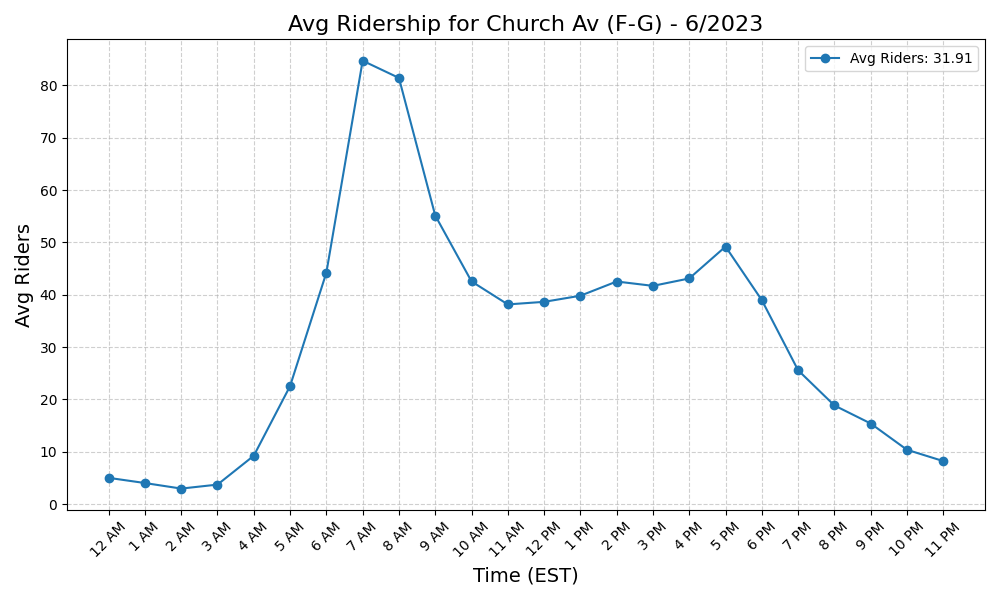 Avg Ridership for Church Av (F-G) - 6/2023
Avg Riders: 31.91
Avg Riders
80
70
60
50
40
30
20
10
0
12 AM
1 AM
2 AM
3 AM
4 AM
5 AM
6 AM
7 AM
8 AM
9 AM
10 AM
11 AM
12 PM
1 PM
2 PM
3 PM
4 PM
5 PM
6 PM
7 PM
8 PM
9 PM
10 PM
11 PM
Time (EST)